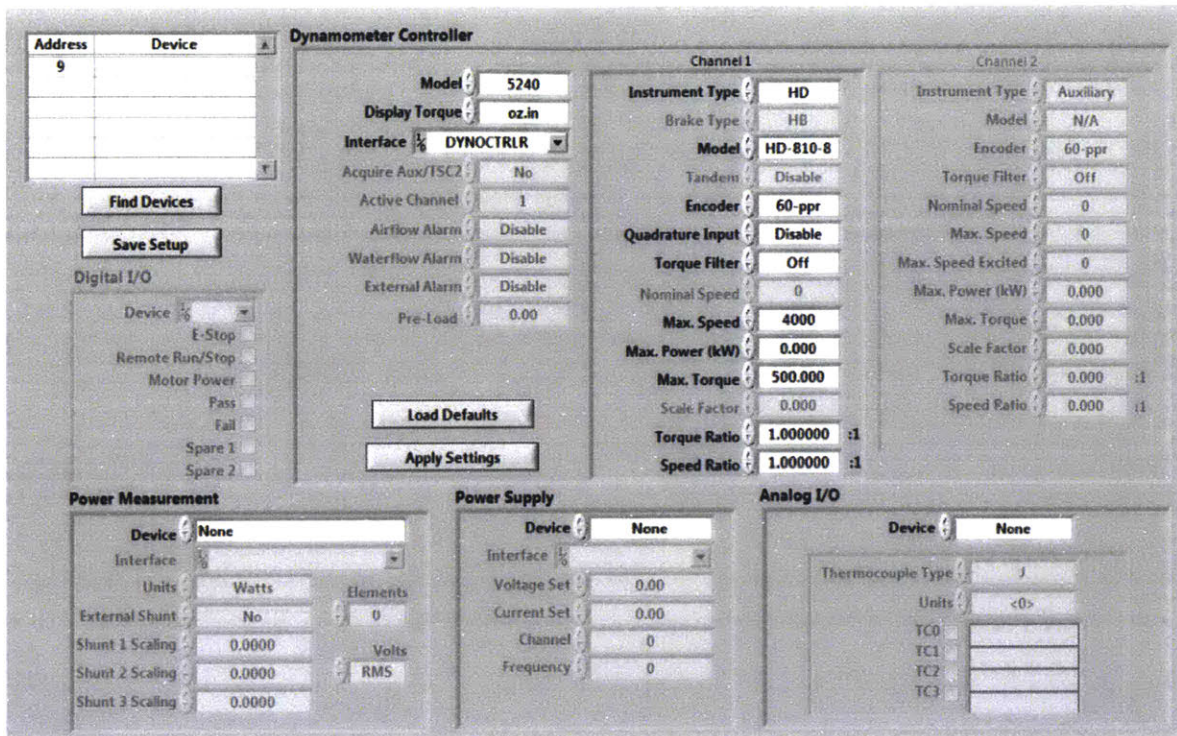 Address Device
9
Find Devices
Save Setup
Digital I/O
Device
E-Stop
Remote Run/Stop
Motor Power
Pass
Fail
Spare 1
Spare 2
Dynamometer Controller
Model 5240
Display Torque oz.in
Interface DYNOCTRLR
Acquire Aux/TSC2 No
Active Channel 1
Airflow Alarm Disable
Waterflow Alarm Disable
External Alarm Disable
Pre-Load 0.00
Load Defaults
Apply Settings
Channel 1
Instrument Type HD
Brake Type HB
Model HD-810-8
Tandem Disable
Encoder 60-ppr
Quadrature Input Disable
Torque Filter Off
Nominal Speed 0
Max. Speed 4000
Max. Power (kW) 0.000
Max. Torque 500.000
Scale Factor 0.000
Torque Ratio 1.000000 :1
Speed Ratio 1.000000 :1
Channel 2
Instrument Type Auxiliary
Model N/A
Encoder 60-ppr
Torque Filter Off
Nominal Speed 0
Max. Speed 0
Max. Speed Excited 0
Max. Power (kW) 0.000
Max. Torque 0.000
Scale Factor 0.000
Torque Ratio 0.000 :1
Speed Ratio 0.000 :1
Power Measurement
Device None
Interface
Units Watts
External Shunt No
Shunt 1 Scaling 0.0000
Shunt 2 Scaling 0.0000
Shunt 3 Scaling 0.0000
Elements
0
Volts
RMS
Power Supply
Device None
Interface
Voltage Set 0.00
Current Set 0.00
Channel 0
Frequency 0
Analog I/O
Device None
Thermocouple Type J
Units <0>
TC0
TC1
TC2
TC3